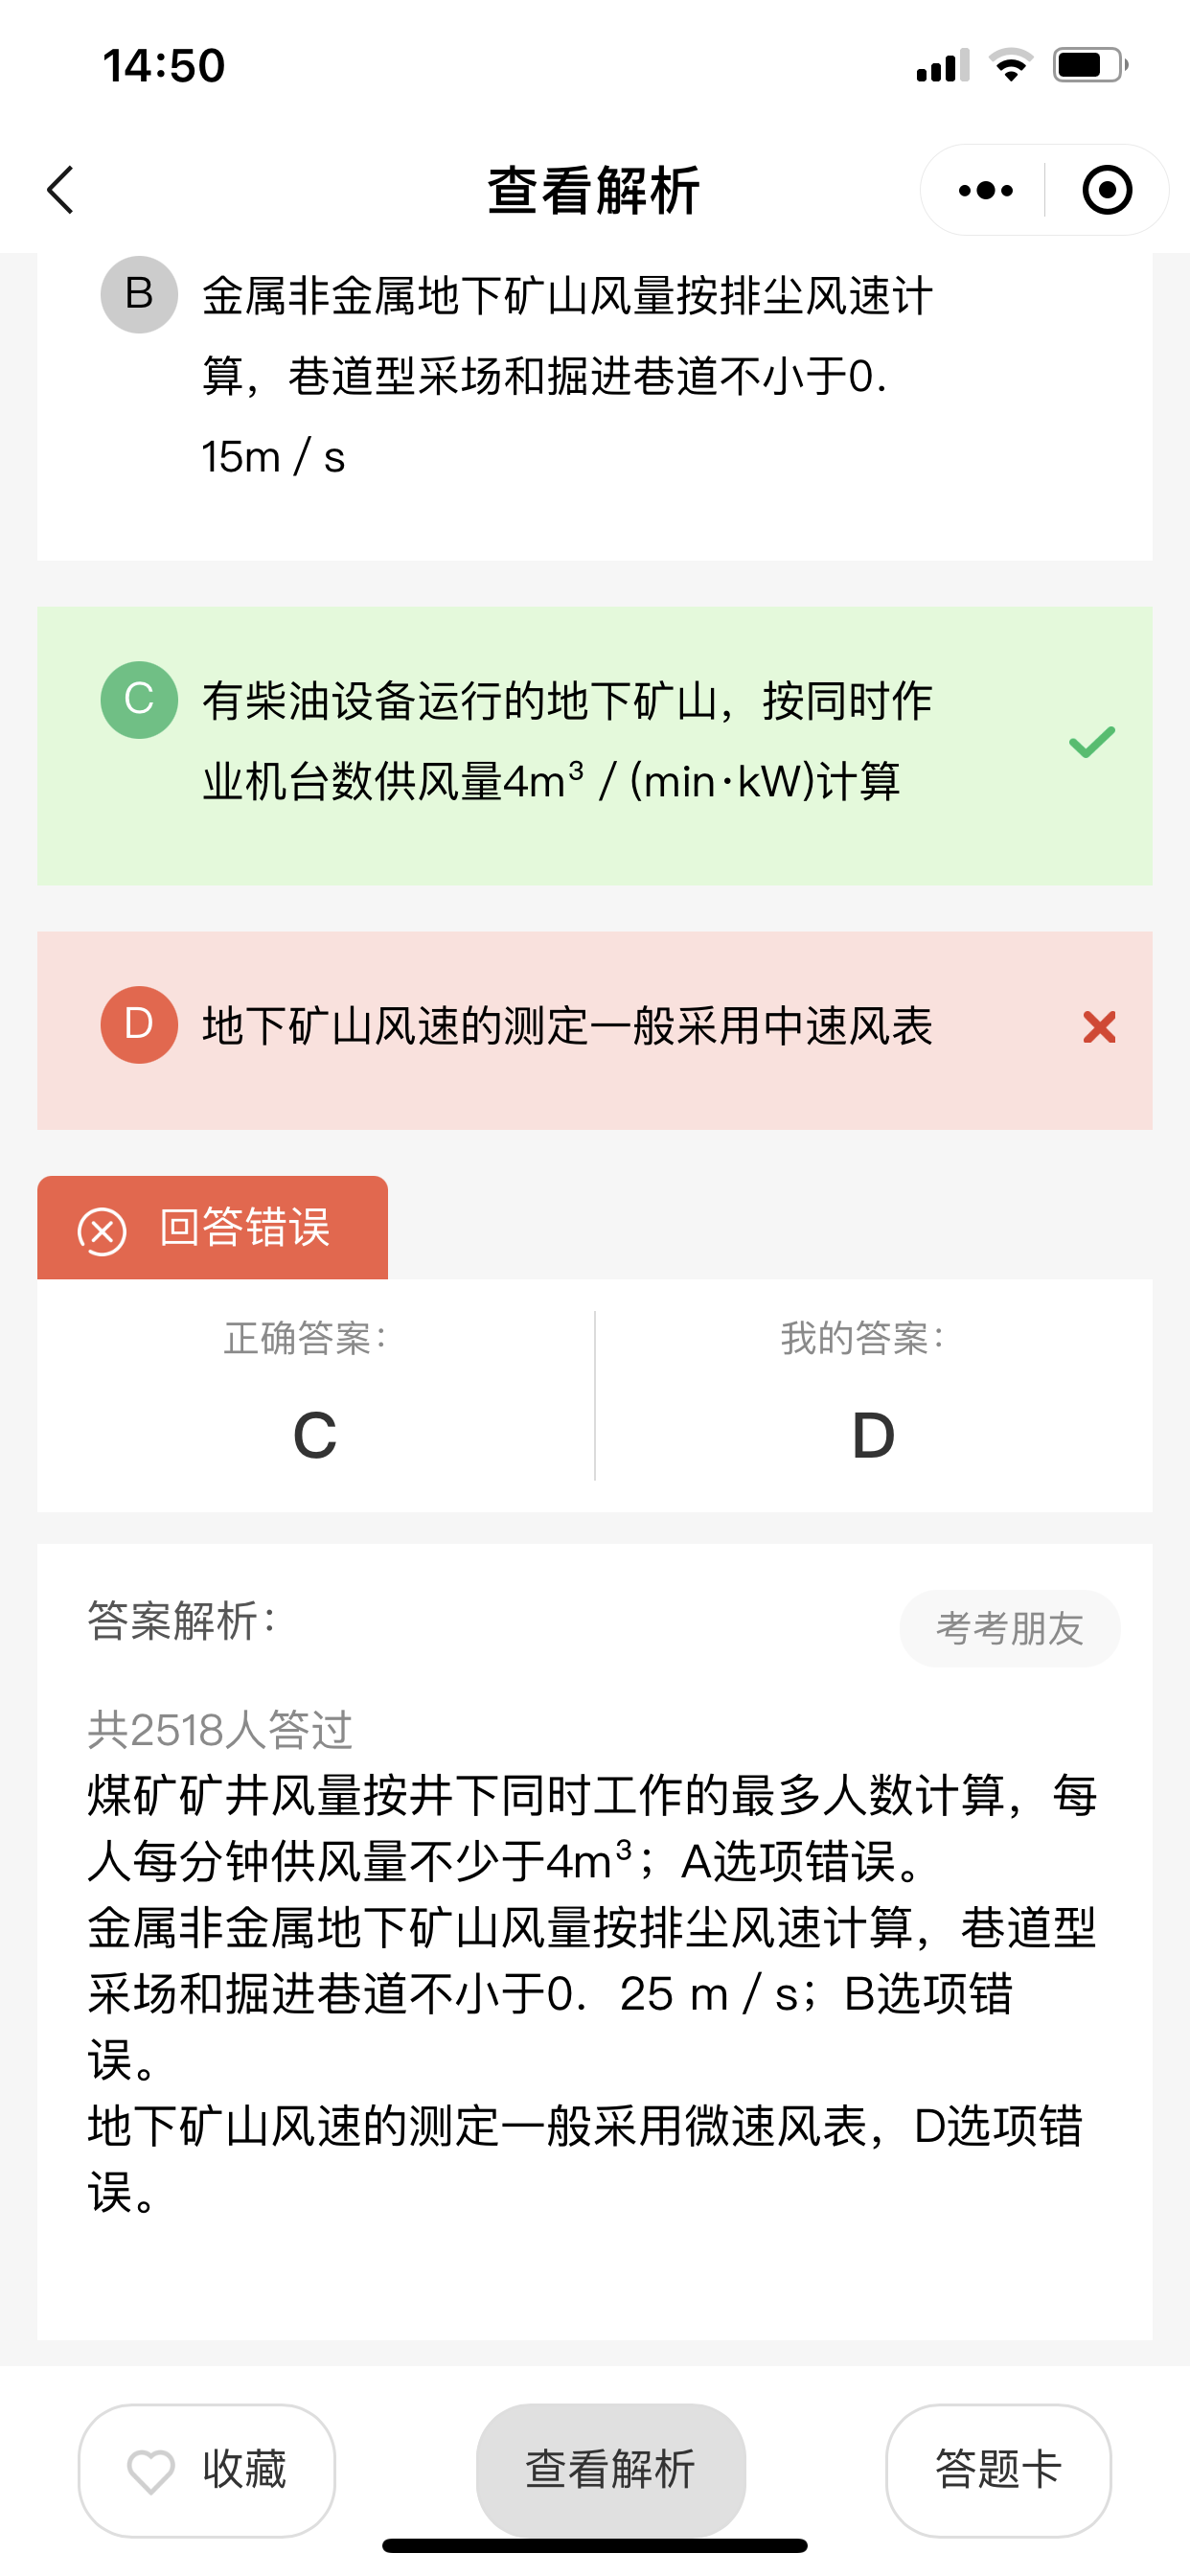 14:50
查看解析
B
金属非金属地下矿山风量按排尘风速计
算，巷道型采场和掘进巷道不小于0．
15m／s
C
有柴油设备运行的地下矿山，按同时作
业机台数供风量4m³／(min·kW)计算
D
地下矿山风速的测定一般采用中速风表
回答错误
正确答案：
我的答案：
C
D
答案解析：
考考朋友
共2518人答过
煤矿矿井风量按井下同时工作的最多人数计算，每
人每分钟供风量不少于4m³；A选项错误。
金属非金属地下矿山风量按排尘风速计算，巷道型
采场和掘进巷道不小于0．25 m／s；B选项错
误。
地下矿山风速的测定一般采用微速风表，D选项错
误。
收藏
查看解析
答题卡